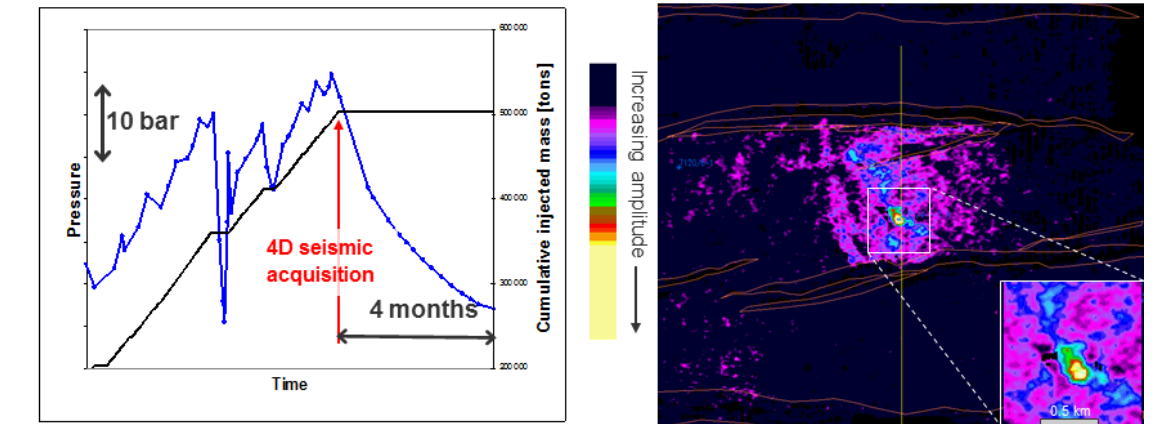 600 000
10 bar
500 000
400 000
300 000
200 000
Pressure
4D seismic
acquisition
4 months
Time
Cumulative injected mass [tons]
Increasing amplitude
0.5 km